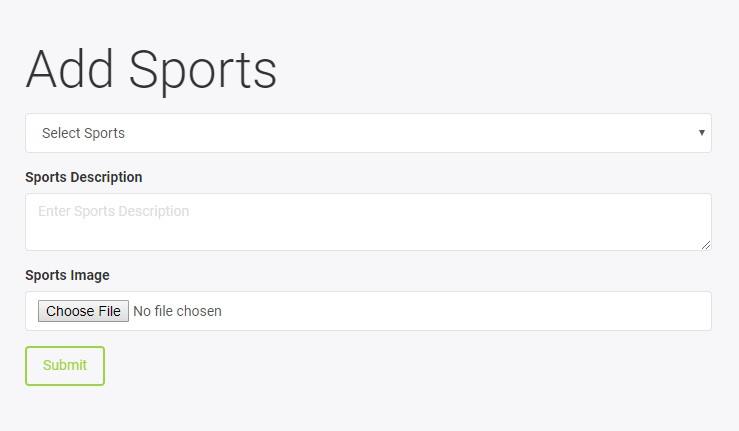 Add Sports
Select Sports
Sports Description
Enter Sports Description
Sports Image
Choose File No file chosen
Submit